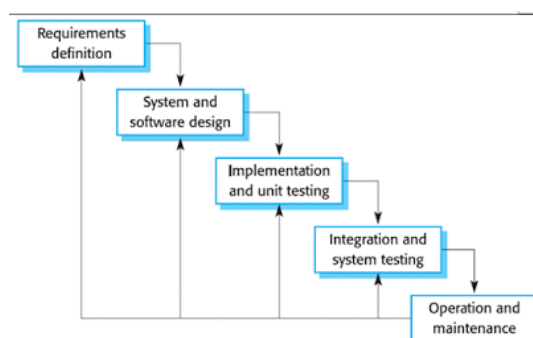 Requirements
definition
System and
software design
Implementation
and unit testing
Integration and
system testing
Operation and
maintenance